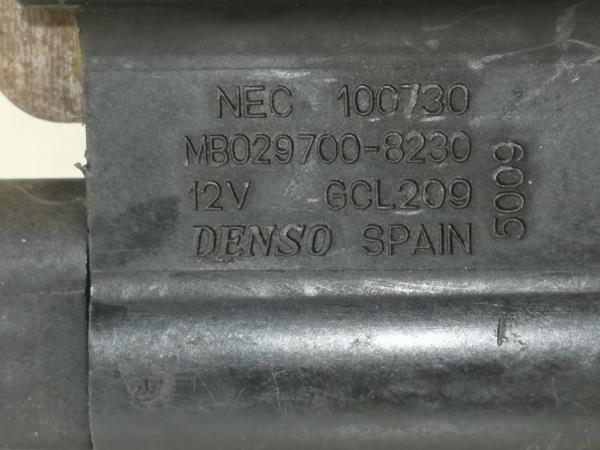 NEC 100730
MB029700-8230
12V GCL209
DENSO SPAIN
5009